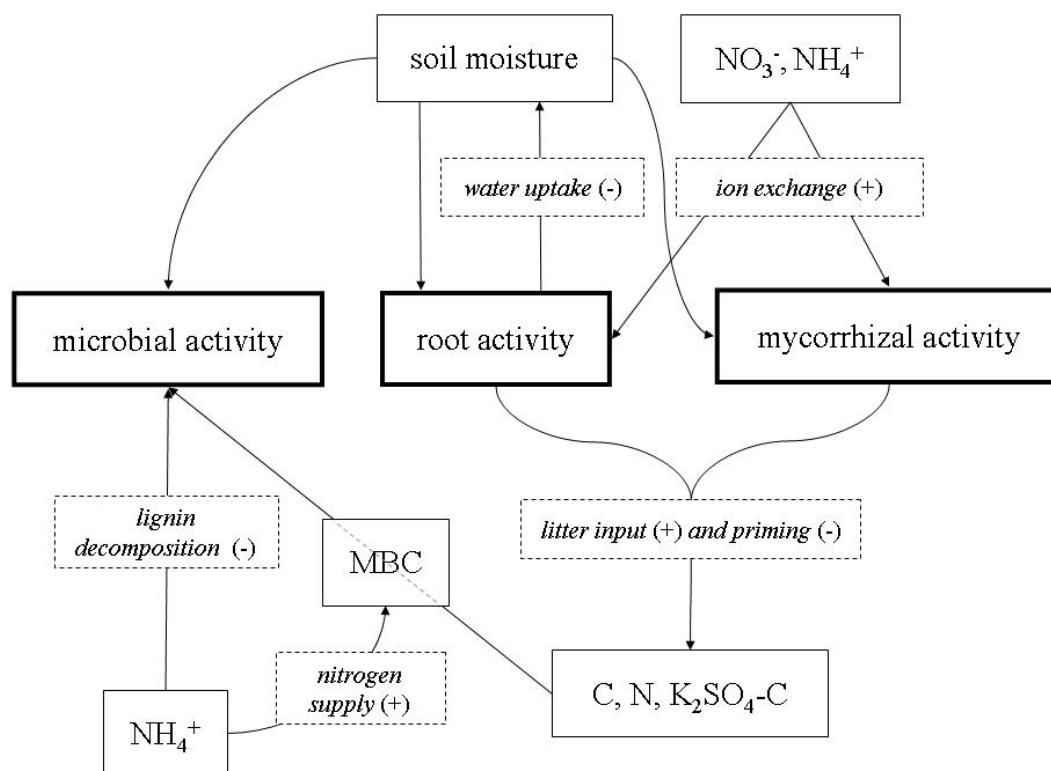 soil moisture
NO₃⁻, NH₄⁺
water uptake (-)
ion exchange (+)
microbial activity
root activity
mycorrhizal activity
lignin
decomposition (-)
MBC
litter input (+) and priming (-)
nitrogen
supply (+)
NH₄⁺
C, N, K₂SO₄-C